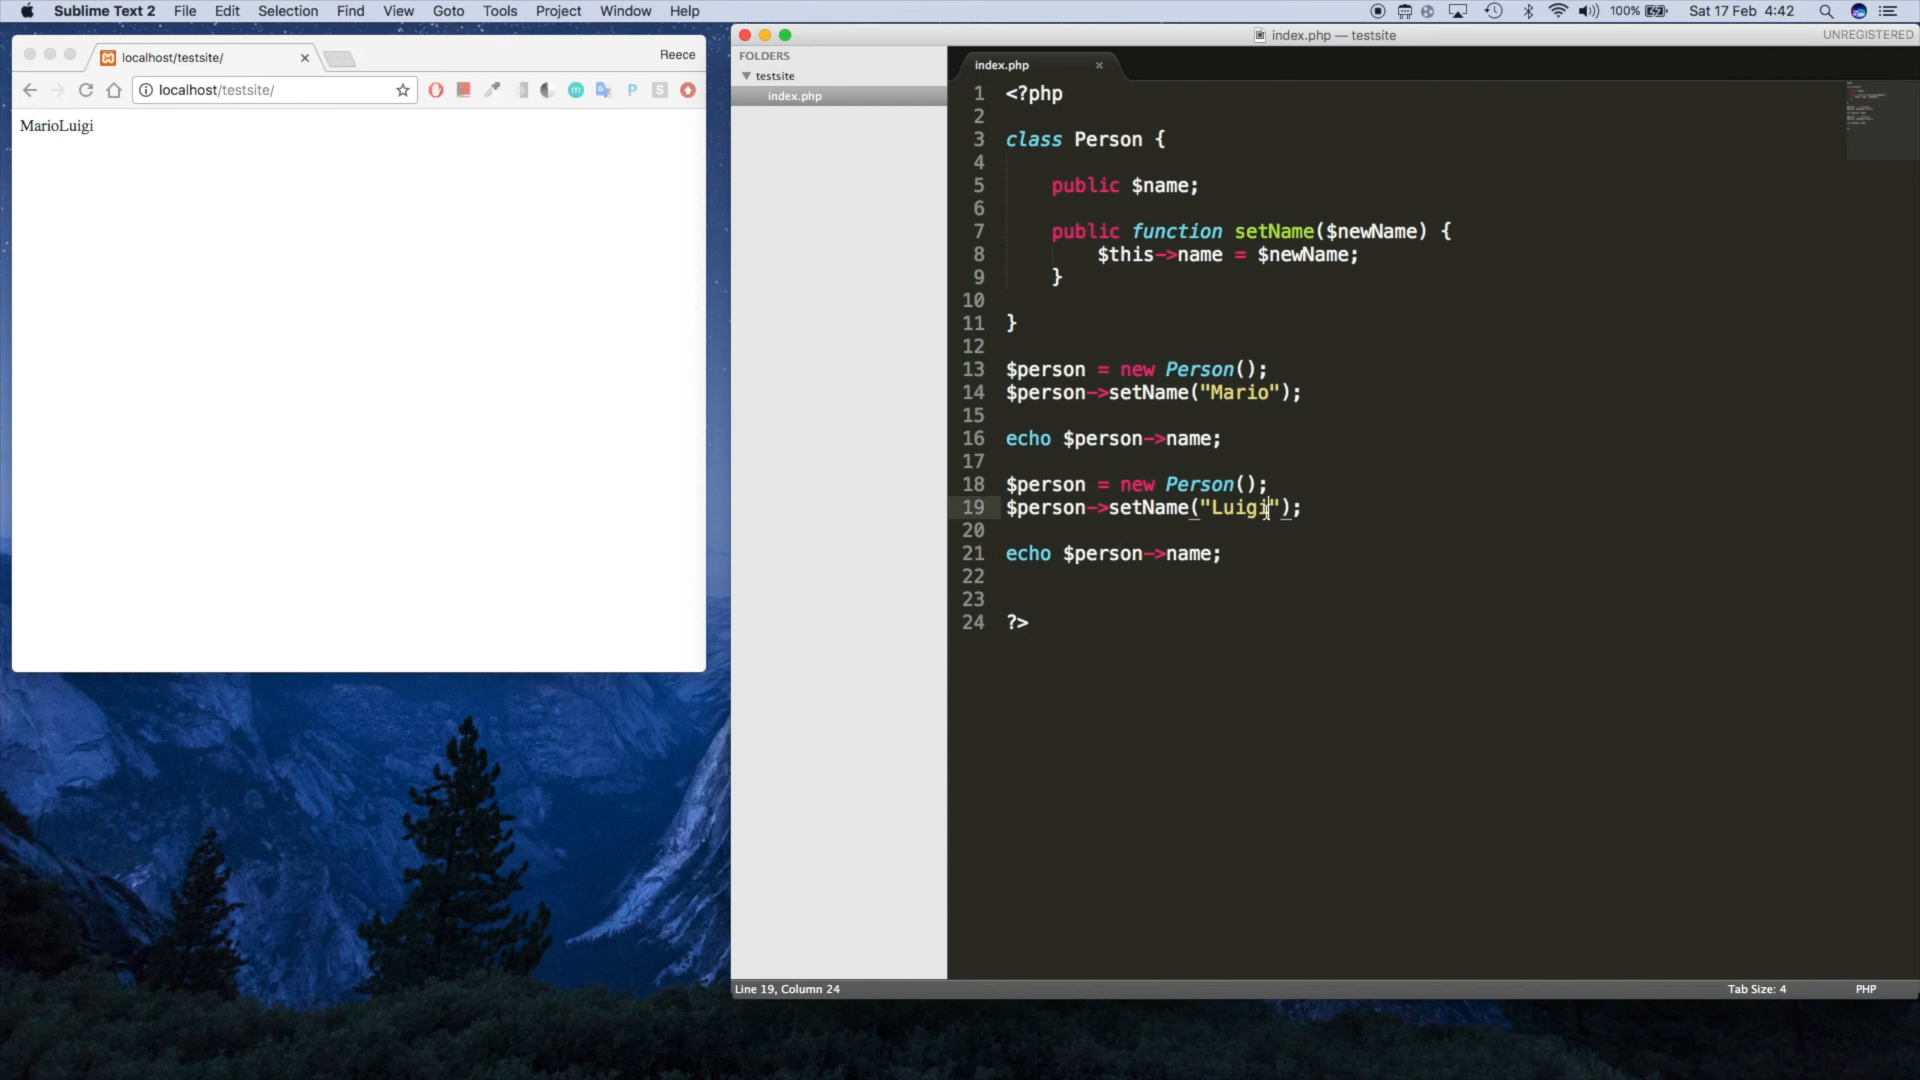 Sublime Text 2 File Edit Selection Find View Goto Tools Project Window Help 100% Sat 17 Feb 4:42
localhost/testsite/ Reece
localhost/testsite/
MarioLuigi
index.php — testsite UNREGISTERED
FOLDERS
testsite
index.php
index.php
1 <?php
2
3 class Person {
4
5 public $name;
6
7 public function setName($newName) {
8 $this->name = $newName;
9 }
10
11 }
12
13 $person = new Person();
14 $person->setName("Mario");
15
16 echo $person->name;
17
18 $person = new Person();
19 $person->setName("Luigi");
20
21 echo $person->name;
22
23
24 ?>
Line 19, Column 24 Tab Size: 4 PHP